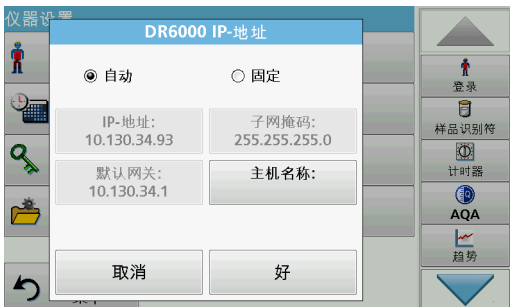 仪器设
DR6000 IP-地址
自动
固定
IP-地址:
10.130.34.93
子网掩码:
255.255.255.0
默认网关:
10.130.34.1
主机名称:
取消
好
登录
样品识别符
计时器
AQA
趋势